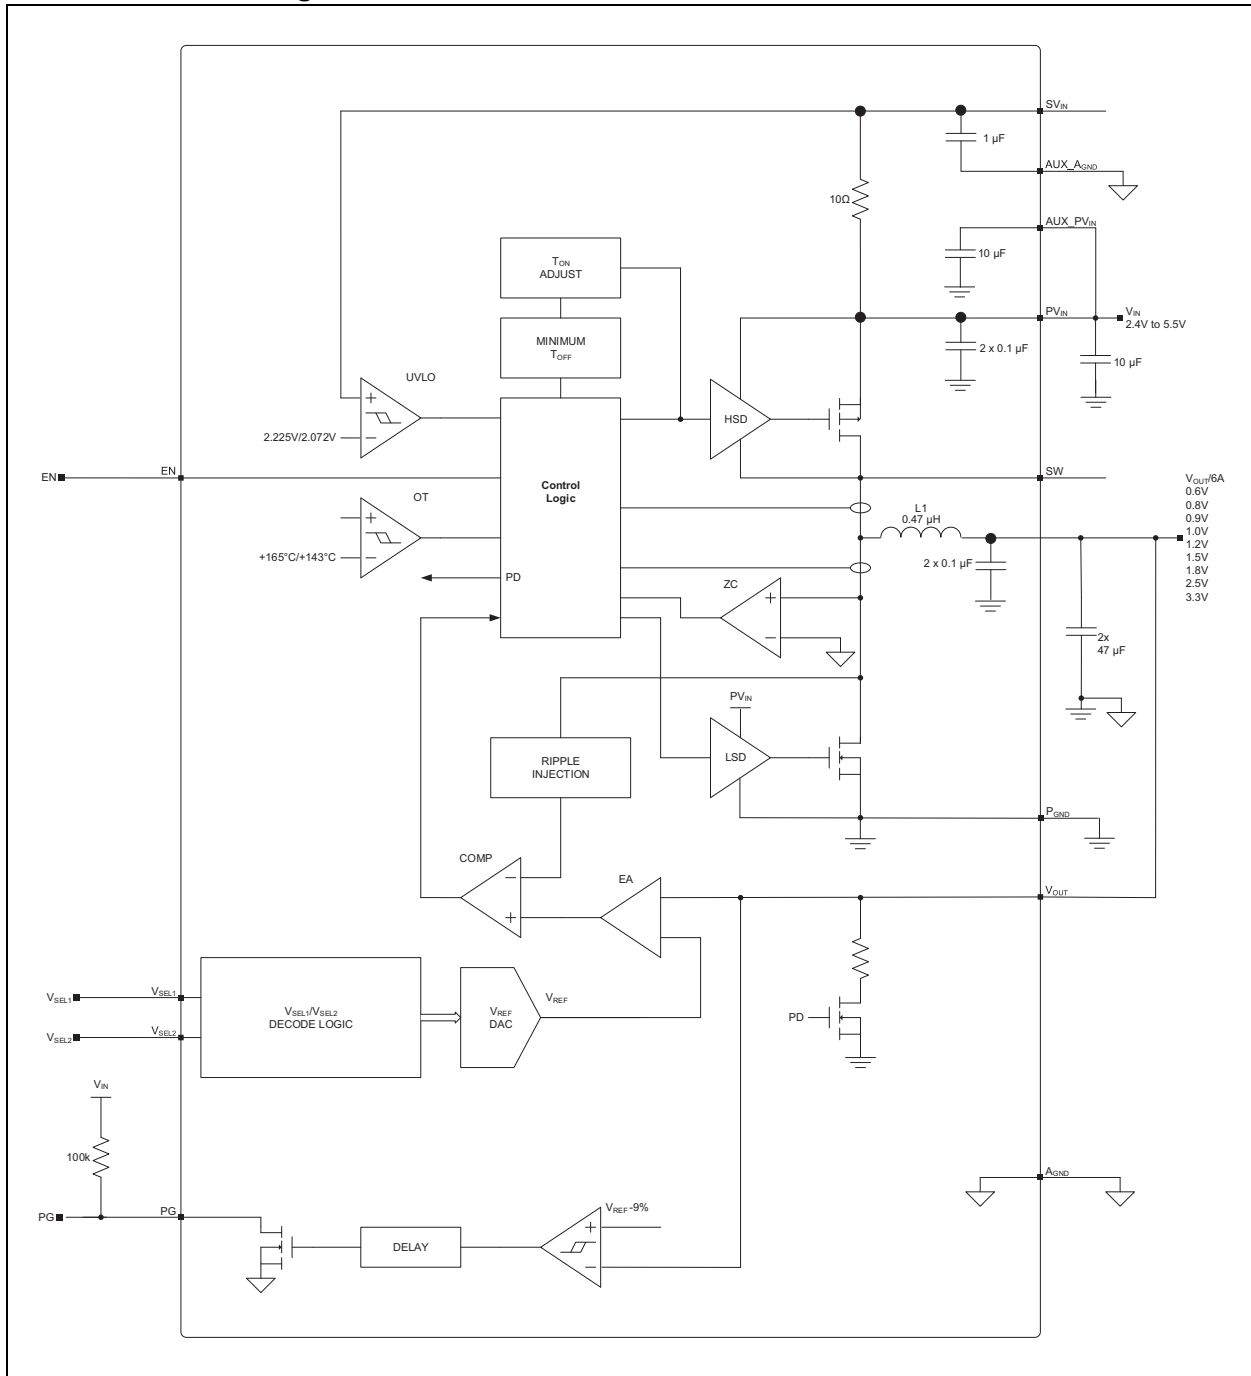 SVIN
1 µF
AUX_AGND
10Ω
AUX_PVIN
10 µF
TON
ADJUST
PVIN
VIN
2.4V to 5.5V
MINIMUM
TOFF
2 x 0.1 µF
10 µF
UVLO
+
−
2.225V/2.072V
HSD
EN
EN
SW
Control
Logic
OT
+
−
+165°C/+143°C
PD
L1
0.47 µH
2 x 0.1 µF
VOUT/6A
0.6V
0.8V
0.9V
1.0V
1.2V
1.5V
1.8V
2.5V
3.3V
ZC
+
−
2x
47 µF
PVIN
LSD
RIPPLE
INJECTION
PGND
COMP
−
+
EA
VOUT
VSEL1
VSEL1
VSEL2
VSEL2
VSEL1/VSEL2
DECODE LOGIC
VREF
DAC
VREF
PD
VIN
100k
AGND
PG
PG
DELAY
VREF-9%
+
−